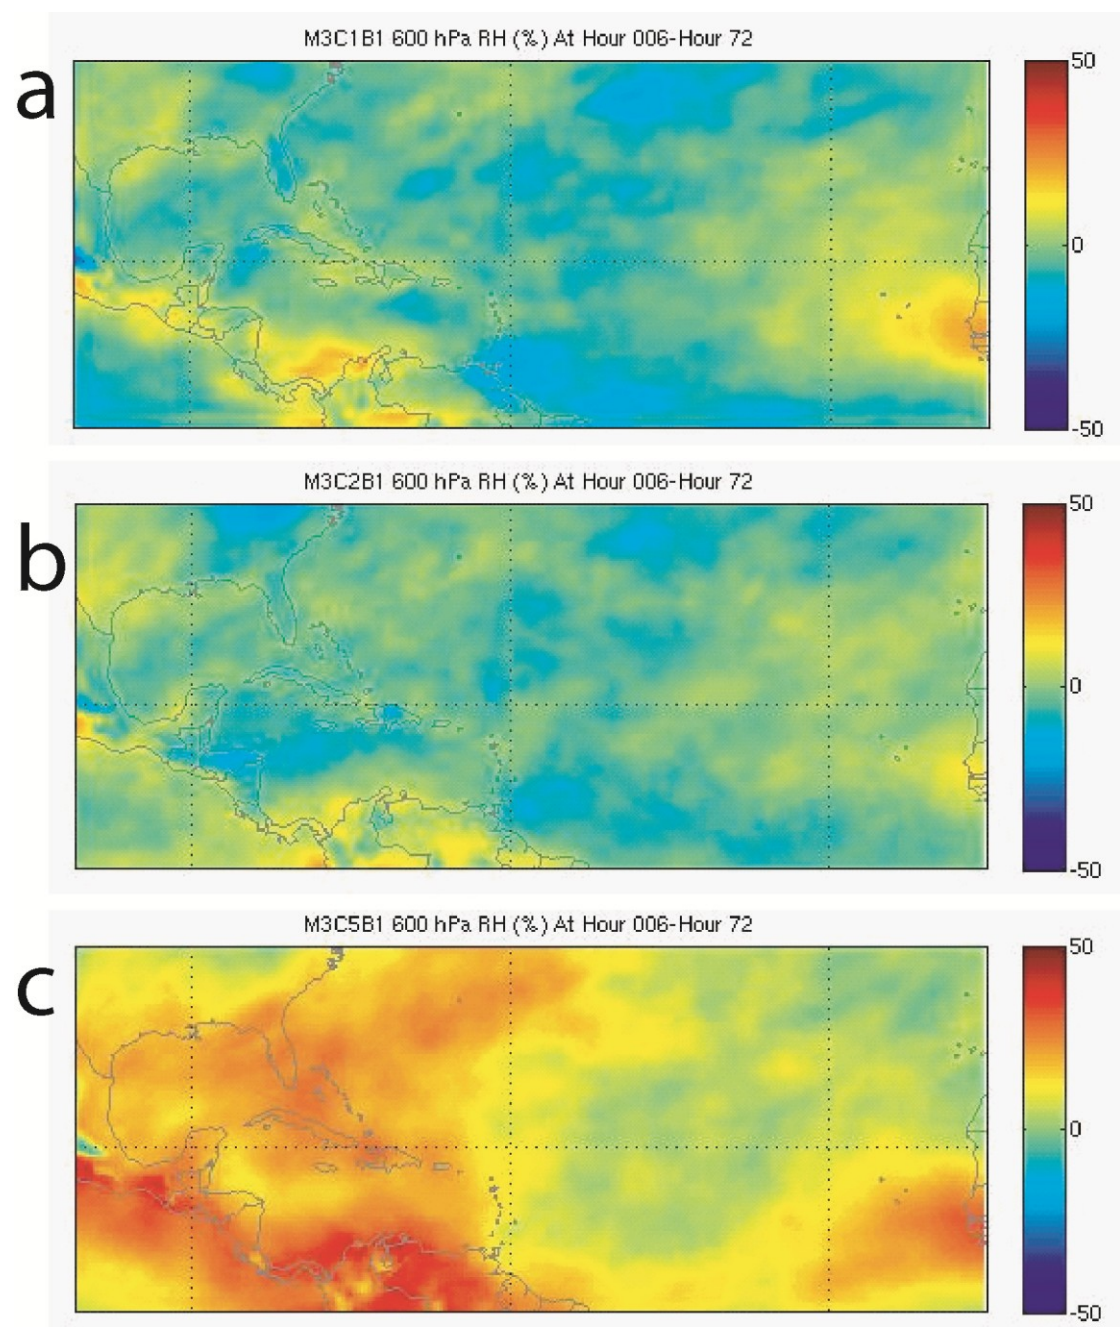 a
M3C1B1 600 hPa RH (%) At Hour 006-Hour 72
50
0
-50
b
M3C2B1 600 hPa RH (%) At Hour 006-Hour 72
50
0
-50
c
M3C5B1 600 hPa RH (%) At Hour 006-Hour 72
50
0
-50